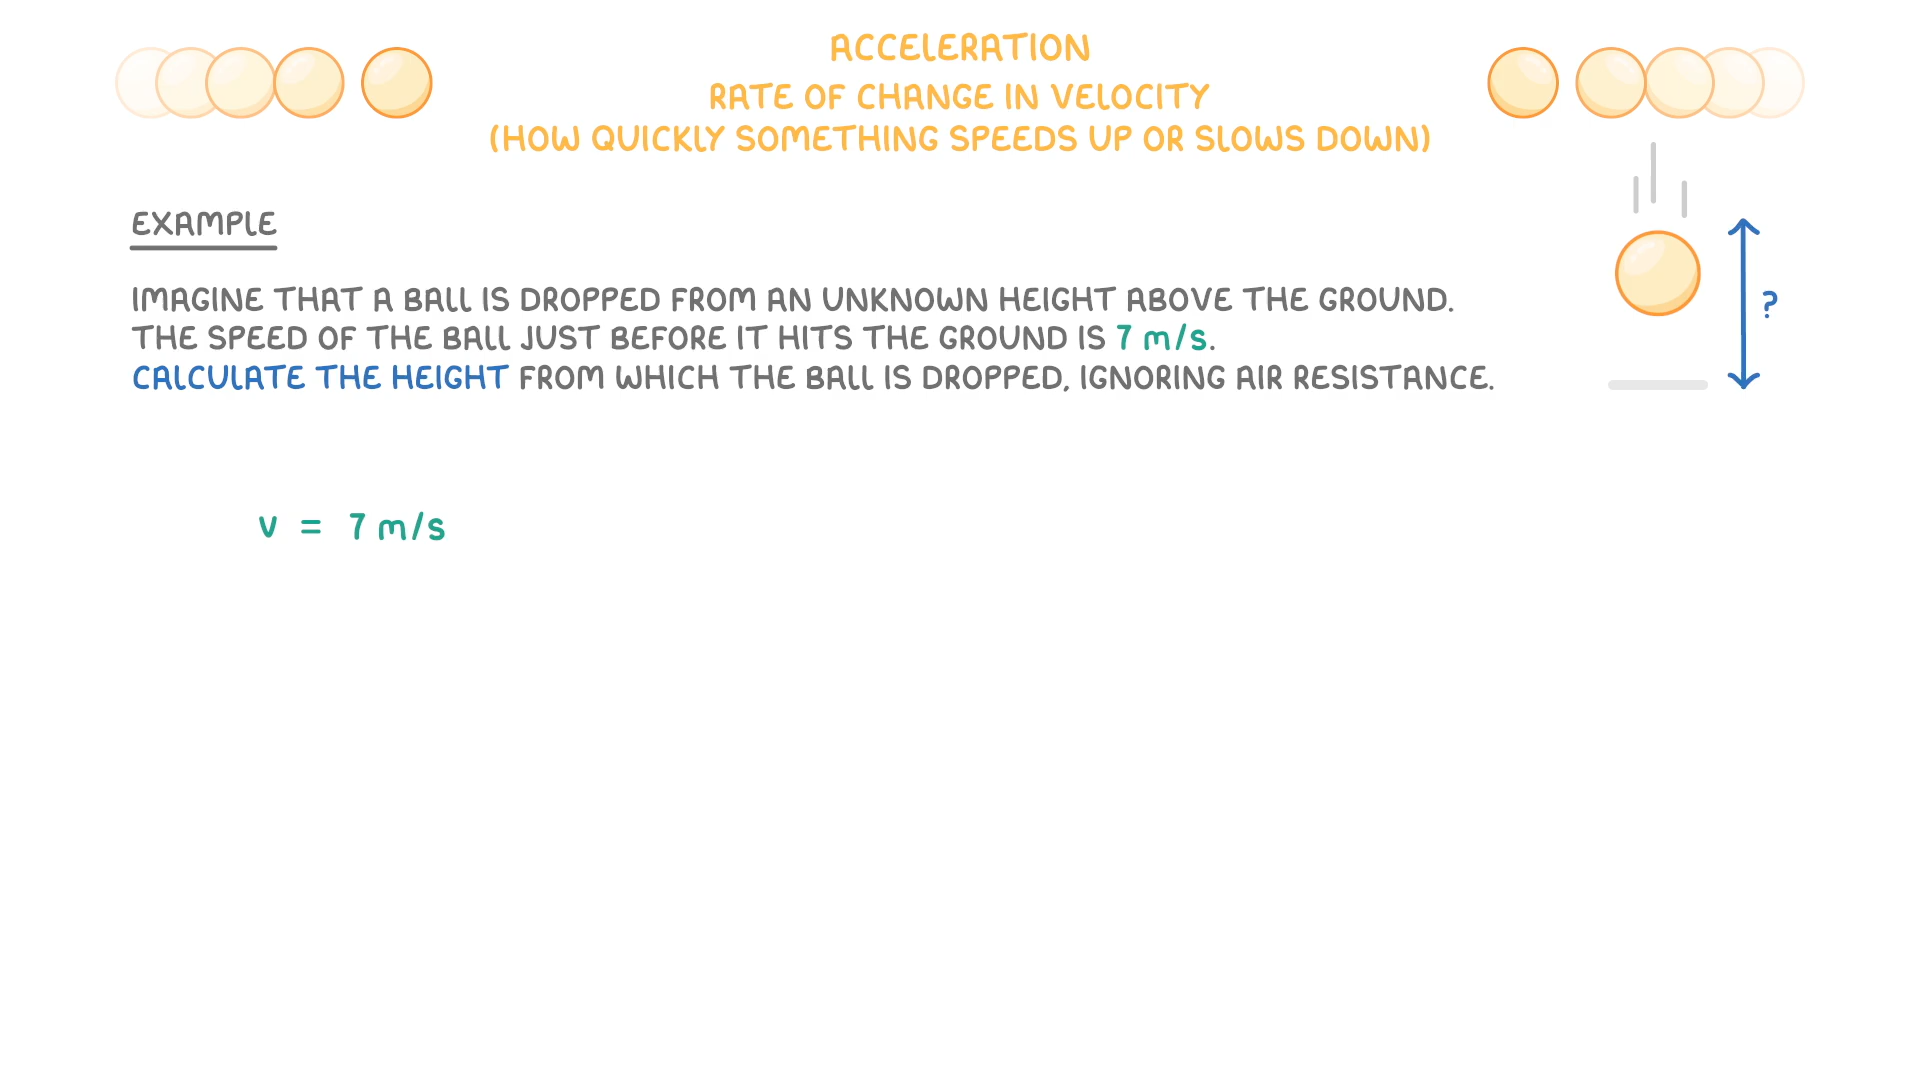 ACCELERATION
RATE OF CHANGE IN VELOCITY
(HOW QUICKLY SOMETHING SPEEDS UP OR SLOWS DOWN)
EXAMPLE
IMAGINE THAT A BALL IS DROPPED FROM AN UNKNOWN HEIGHT ABOVE THE GROUND.
THE SPEED OF THE BALL JUST BEFORE IT HITS THE GROUND IS 7 m/s.
CALCULATE THE HEIGHT FROM WHICH THE BALL IS DROPPED, IGNORING AIR RESISTANCE.
?
v = 7 m/s